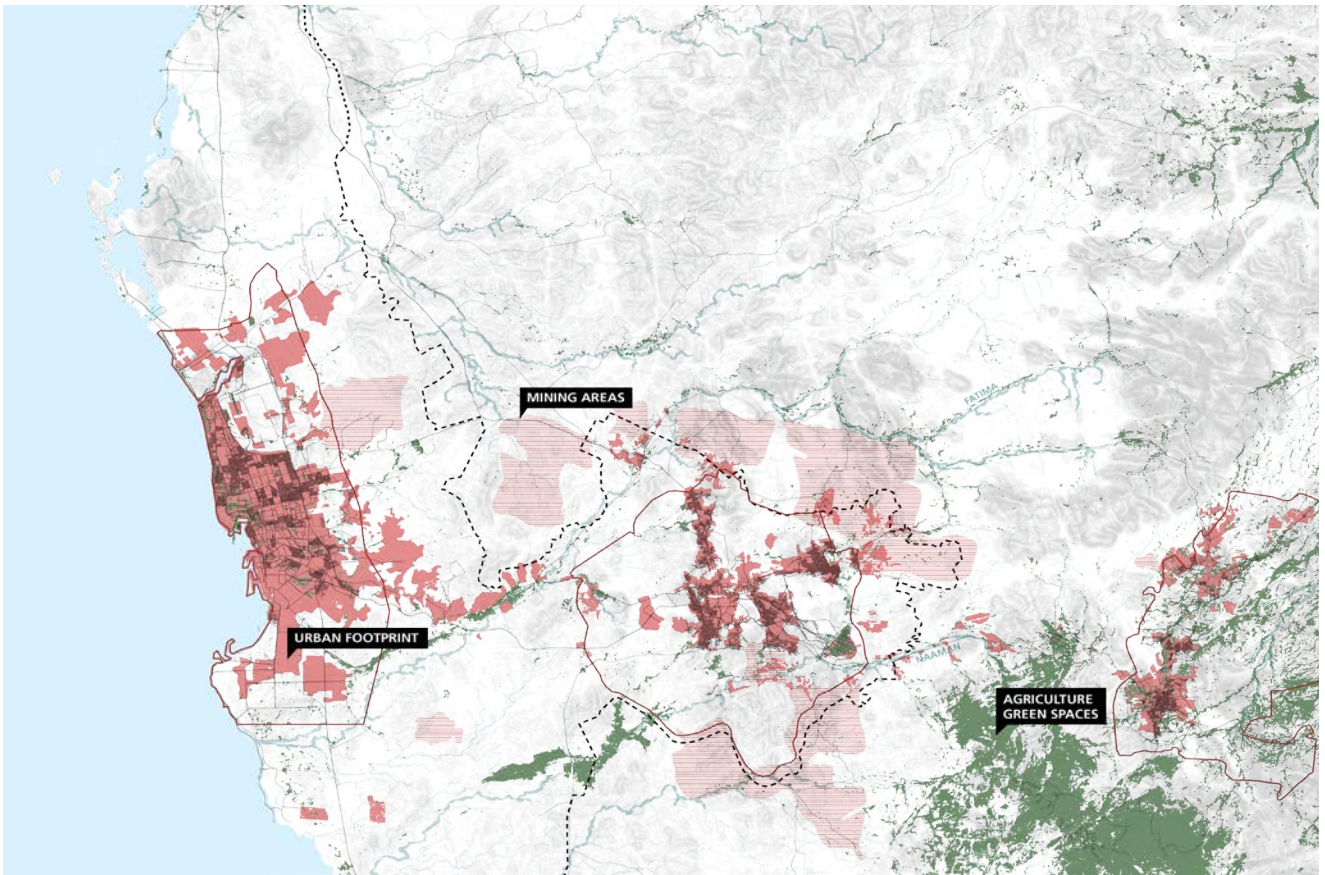 MINING AREAS
FATIMA
URBAN FOOTPRINT
NAAMAN
AGRICULTURE
GREEN SPACES